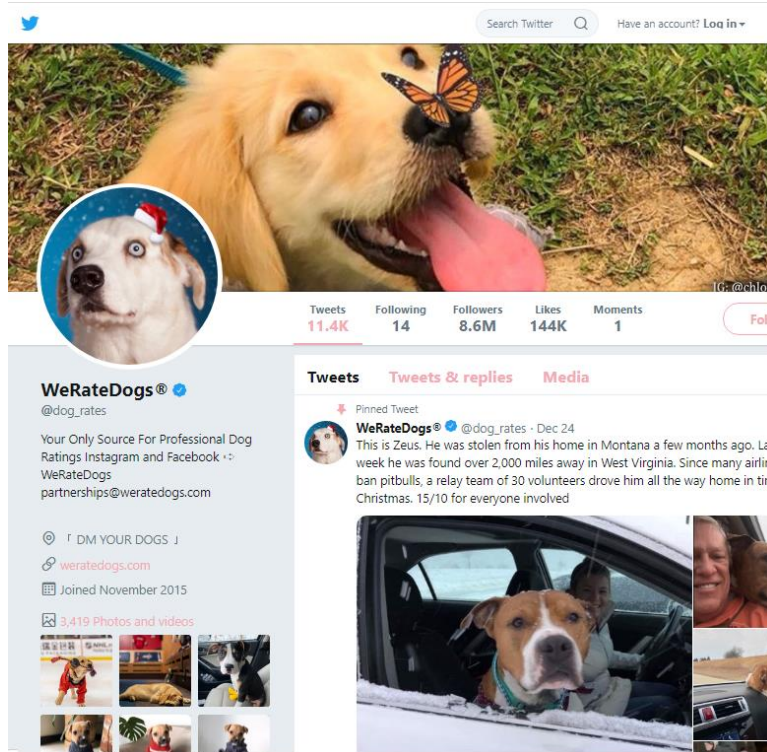 Search Twitter
Have an account? Log in
IG: @chlo
Tweets
11.4K
Following
14
Followers
8.6M
Likes
144K
Moments
1
Fol
WeRateDogs®
@dog_rates
Your Only Source For Professional Dog
Ratings Instagram and Facebook ➪
WeRateDogs
partnerships@weratedogs.com
「 DM YOUR DOGS 」
weratedogs.com
Joined November 2015
3,419 Photos and videos
Tweets Tweets & replies Media
Pinned Tweet
WeRateDogs® @dog_rates · Dec 24
This is Zeus. He was stolen from his home in Montana a few months ago. La
week he was found over 2,000 miles away in West Virginia. Since many airlin
ban pitbulls, a relay team of 30 volunteers drove him all the way home in tim
Christmas. 15/10 for everyone involved